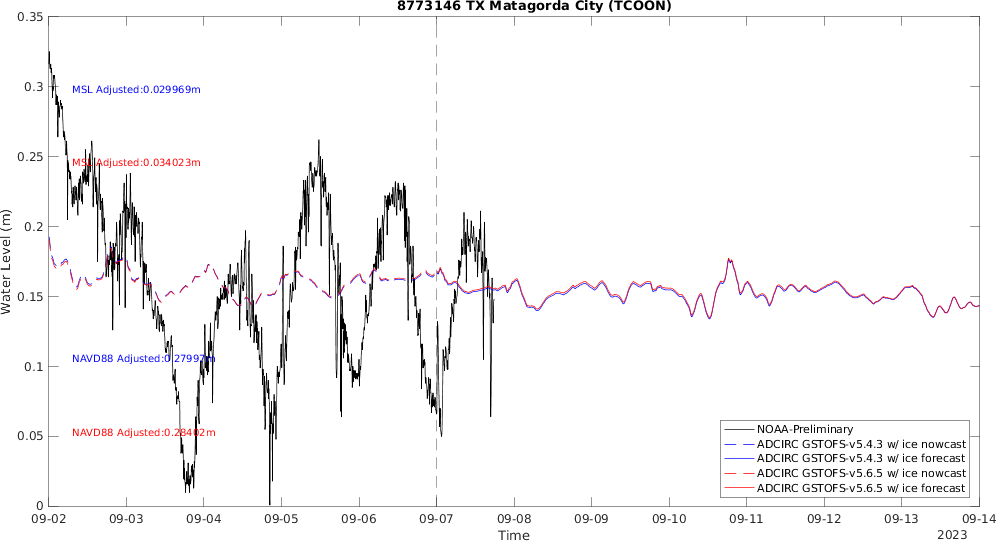 8773146 TX Matagorda City (TCOON)
0.35
0.3
0.25
0.2
0.15
0.1
0.05
0
Water Level (m)
MSL Adjusted:0.029969m
MSL Adjusted:0.034023m
NAVD88 Adjusted:0.27997m
NAVD88 Adjusted:0.28402m
NOAA-Preliminary
ADCIRC GSTOFS-v5.4.3 w/ ice nowcast
ADCIRC GSTOFS-v5.4.3 w/ ice forecast
ADCIRC GSTOFS-v5.6.5 w/ ice nowcast
ADCIRC GSTOFS-v5.6.5 w/ ice forecast
09-02 09-03 09-04 09-05 09-06 09-07 09-08 09-09 09-10 09-11 09-12 09-13 09-14
Time
2023